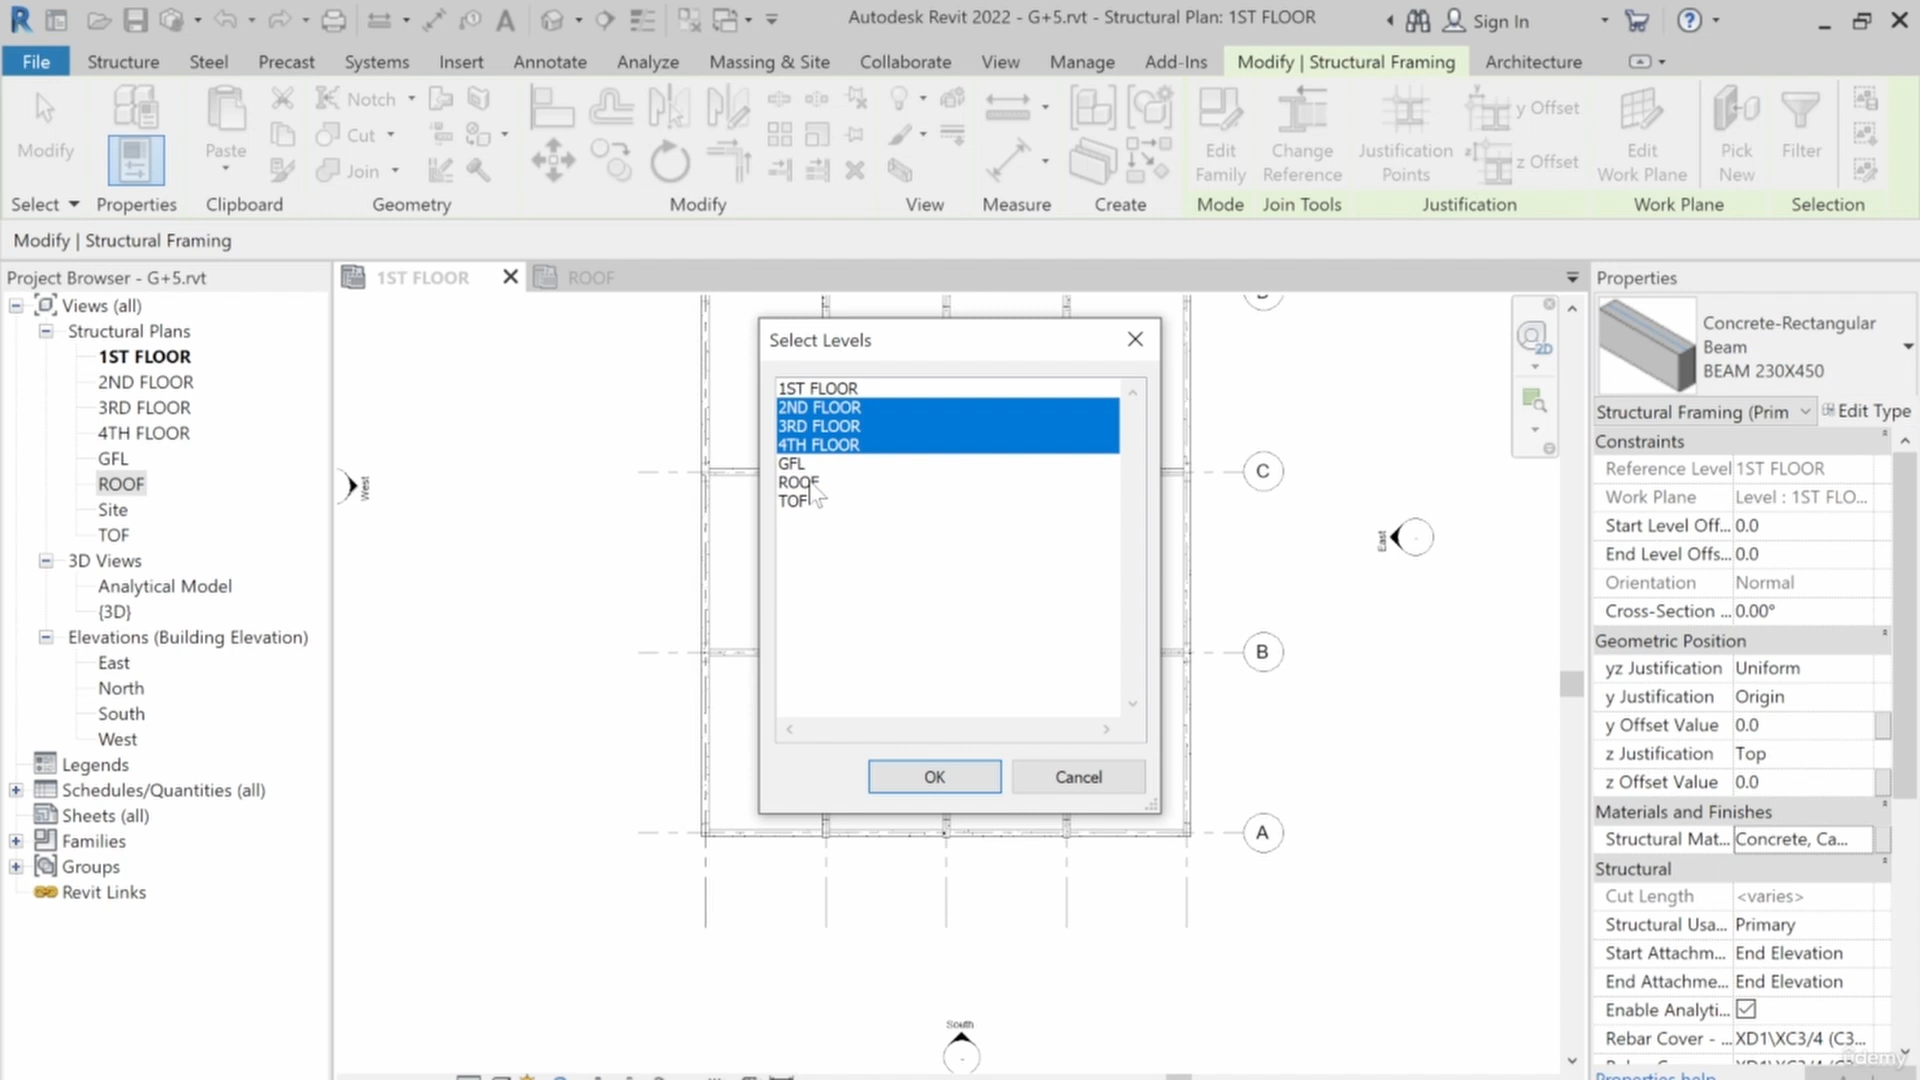 Autodesk Revit 2022 - G+5.rvt - Structural Plan: 1ST FLOOR
Sign In
File Structure Steel Precast Systems Insert Annotate Analyze Massing & Site Collaborate View Manage Add-Ins Modify | Structural Framing Architecture
Modify
Paste
Notch
Cut
Join
Edit
Family
Change
Reference
Justification
Points
y Offset
z Offset
Edit
Work Plane
Pick
New
Filter
Select Properties Clipboard Geometry Modify View Measure Create Mode Join Tools Justification Work Plane Selection
Modify | Structural Framing
Project Browser - G+5.rvt
Views (all)
Structural Plans
1ST FLOOR
2ND FLOOR
3RD FLOOR
4TH FLOOR
GFL
ROOF
Site
TOF
3D Views
Analytical Model
{3D}
Elevations (Building Elevation)
East
North
South
West
Legends
Schedules/Quantities (all)
Sheets (all)
Families
Groups
Revit Links
1ST FLOOR
ROOF
West
East
South
C
B
A
2D
Select Levels
1ST FLOOR
2ND FLOOR
3RD FLOOR
4TH FLOOR
GFL
ROOF
TOF
OK
Cancel
Properties
Concrete-Rectangular
Beam
BEAM 230X450
Structural Framing (Prim
Edit Type
Constraints
Reference Level 1ST FLOOR
Work Plane Level : 1ST FLO...
Start Level Off... 0.0
End Level Offs... 0.0
Orientation Normal
Cross-Section ... 0.00°
Geometric Position
yz Justification Uniform
y Justification Origin
y Offset Value 0.0
z Justification Top
z Offset Value 0.0
Materials and Finishes
Structural Mat... Concrete, Ca...
Structural
Cut Length <varies>
Structural Usa... Primary
Start Attachm... End Elevation
End Attachme... End Elevation
Enable Analyti...
Rebar Cover - ... XD1\XC3/4 (C3...
Properties help
udemy